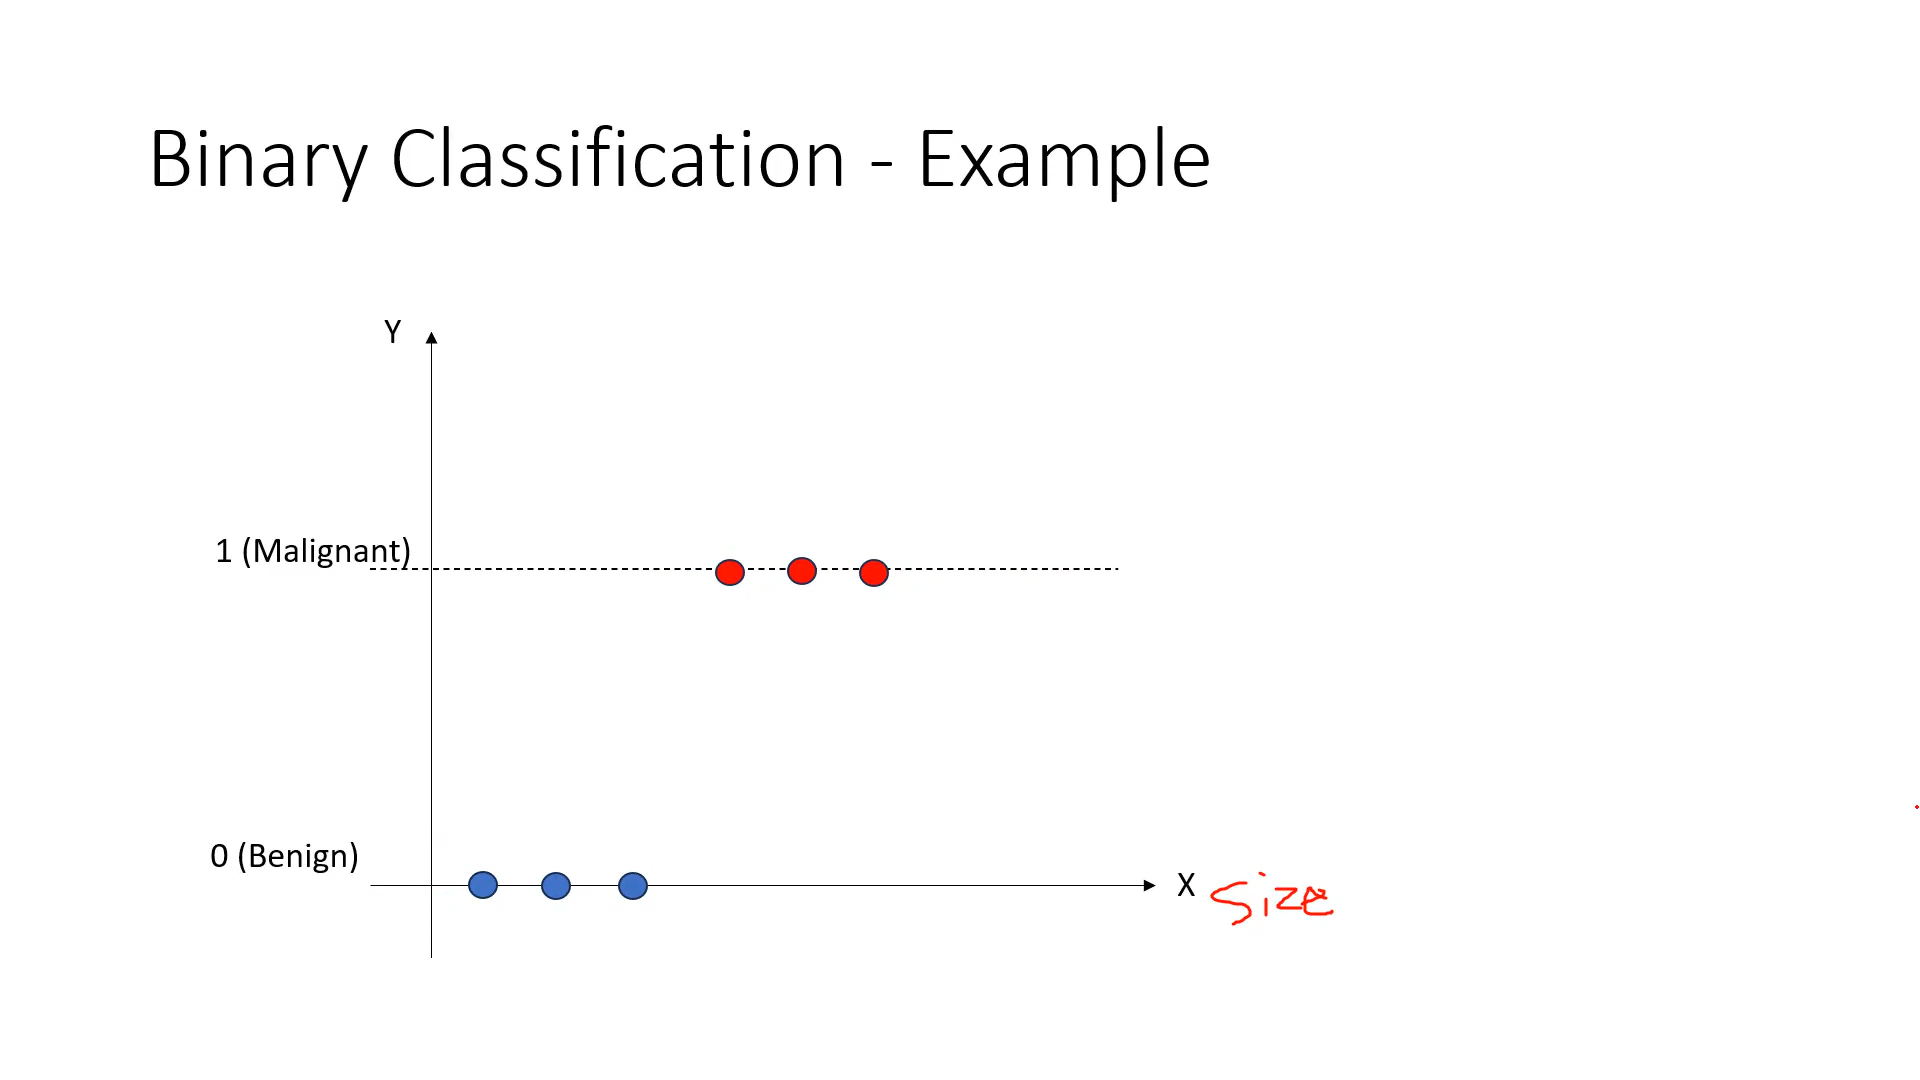 Binary Classification - Example
Y
1 (Malignant)
0 (Benign)
X size